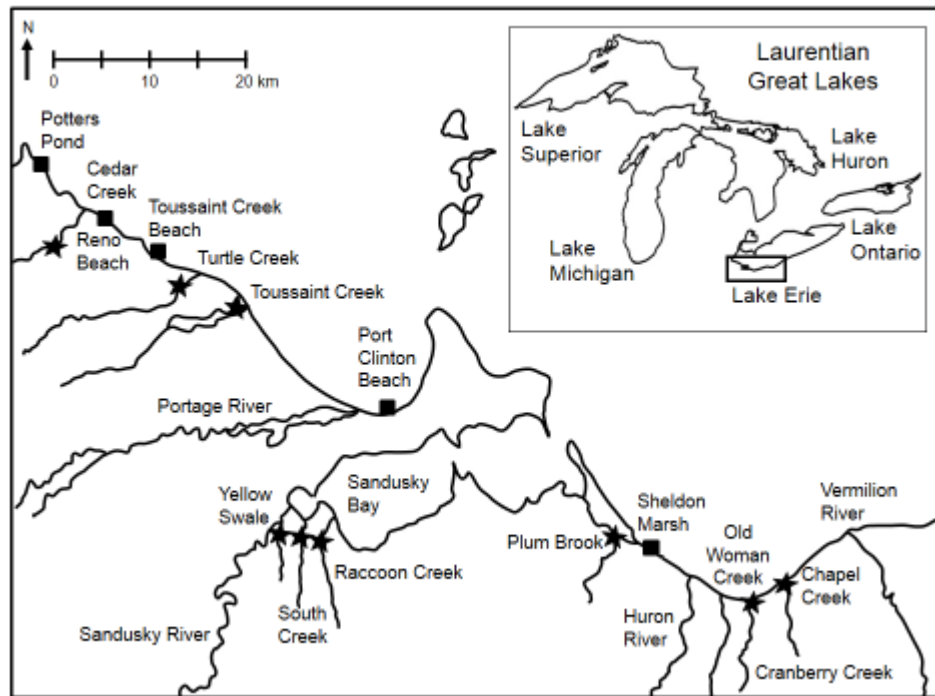 N
0 10 20 km
Laurentian
Great Lakes
Lake
Superior
Lake
Huron
Lake
Michigan
Lake
Ontario
Lake Erie
Potters
Pond
Cedar
Creek
Reno
Beach
Toussaint Creek
Beach
Turtle Creek
Toussaint Creek
Port
Clinton
Beach
Portage River
Yellow
Swale
Sandusky
Bay
Raccoon Creek
South
Creek
Sandusky River
Plum Brook
Sheldon
Marsh
Old
Woman
Creek
Vermilion
River
Chapel
Creek
Huron
River
Cranberry Creek